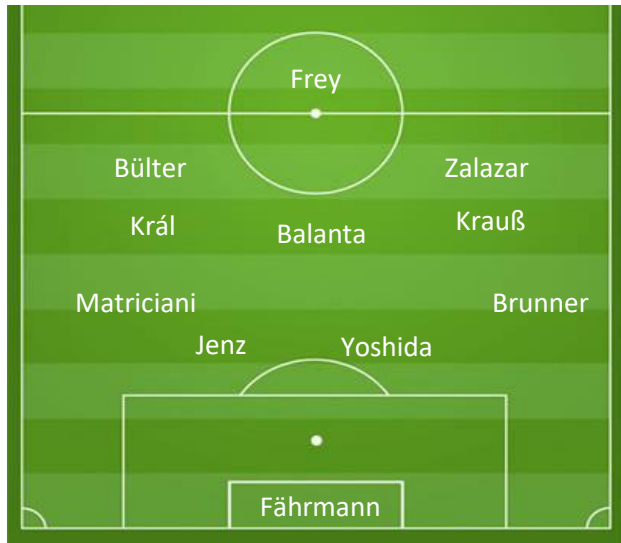 Frey
Bülter Zalazar
Král Balanta Krauß
Matriciani Brunner
Jenz Yoshida
Fährmann